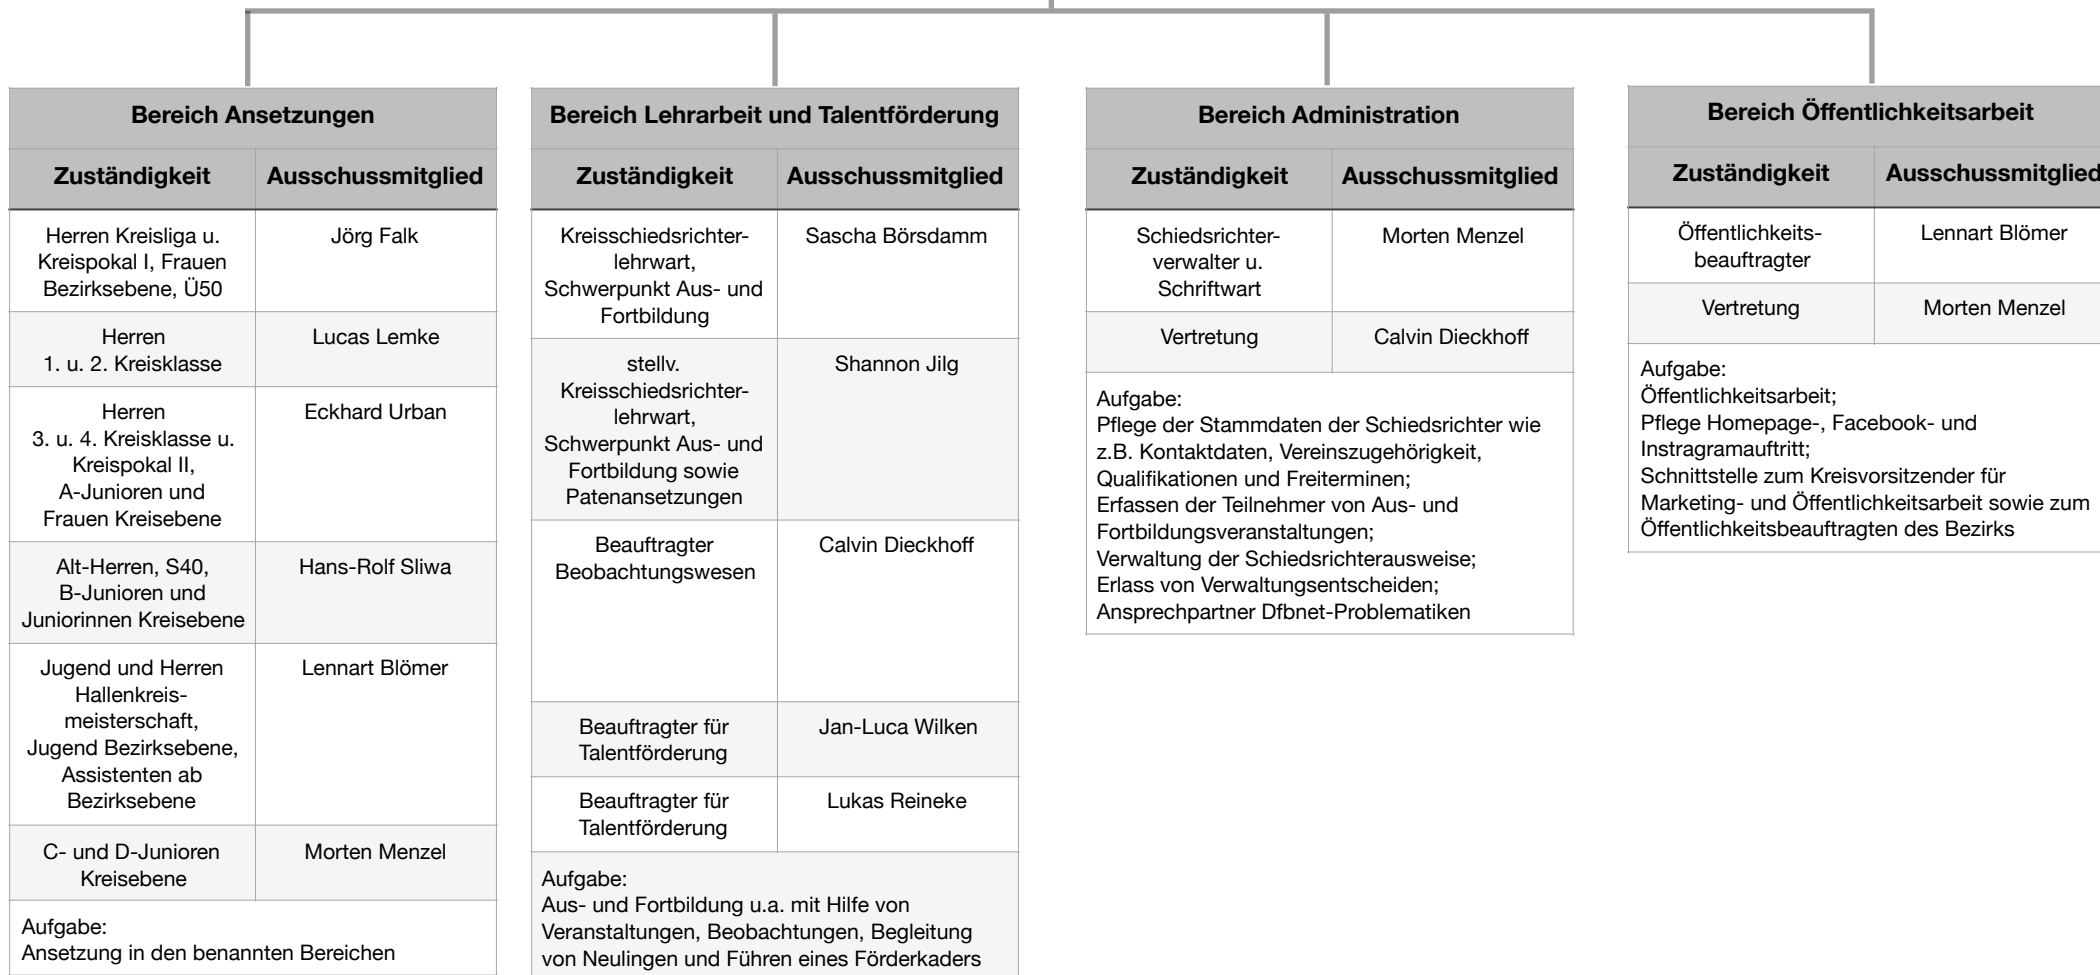 Bereich Ansetzungen
Zuständigkeit
Ausschussmitglied
Herren Kreisliga u.
Kreispokal I, Frauen
Bezirksebene, Ü50
Jörg Falk
Herren
1. u. 2. Kreisklasse
Lucas Lemke
Herren
3. u. 4. Kreisklasse u.
Kreispokal II,
A-Junioren und
Frauen Kreisebene
Eckhard Urban
Alt-Herren, S40,
B-Junioren und
Juniorinnen Kreisebene
Hans-Rolf Sliwa
Jugend und Herren
Hallenkreis-
meisterschaft,
Jugend Bezirksebene,
Assistenten ab
Bezirksebene
Lennart Blömer
C- und D-Junioren
Kreisebene
Morten Menzel
Aufgabe:
Ansetzung in den benannten Bereichen
Bereich Lehrarbeit und Talentförderung
Zuständigkeit
Ausschussmitglied
Kreisschiedsrichter-
lehrwart,
Schwerpunkt Aus- und
Fortbildung
Sascha Börsdamm
stellv.
Kreisschiedsrichter-
lehrwart,
Schwerpunkt Aus- und
Fortbildung sowie
Patenansetzungen
Shannon Jilg
Beauftragter
Beobachtungswesen
Calvin Dieckhoff
Beauftragter für
Talentförderung
Jan-Luca Wilken
Beauftragter für
Talentförderung
Lukas Reineke
Aufgabe:
Aus- und Fortbildung u.a. mit Hilfe von
Veranstaltungen, Beobachtungen, Begleitung
von Neulingen und Führen eines Förderkaders
Bereich Administration
Zuständigkeit
Ausschussmitglied
Schiedsrichter-
verwalter u.
Schriftwart
Morten Menzel
Vertretung
Calvin Dieckhoff
Aufgabe:
Pflege der Stammdaten der Schiedsrichter wie
z.B. Kontaktdaten, Vereinszugehörigkeit,
Qualifikationen und Freiterminen;
Erfassen der Teilnehmer von Aus- und
Fortbildungsveranstaltungen;
Verwaltung der Schiedsrichterausweise;
Erlass von Verwaltungsentscheiden;
Ansprechpartner Dfbnet-Problematiken
Bereich Öffentlichkeitsarbeit
Zuständigkeit
Ausschussmitglied
Öffentlichkeits-
beauftragter
Lennart Blömer
Vertretung
Morten Menzel
Aufgabe:
Öffentlichkeitsarbeit;
Pflege Homepage-, Facebook- und
Instragramauftritt;
Schnittstelle zum Kreisvorsitzender für
Marketing- und Öffentlichkeitsarbeit sowie zum
Öffentlichkeitsbeauftragten des Bezirks